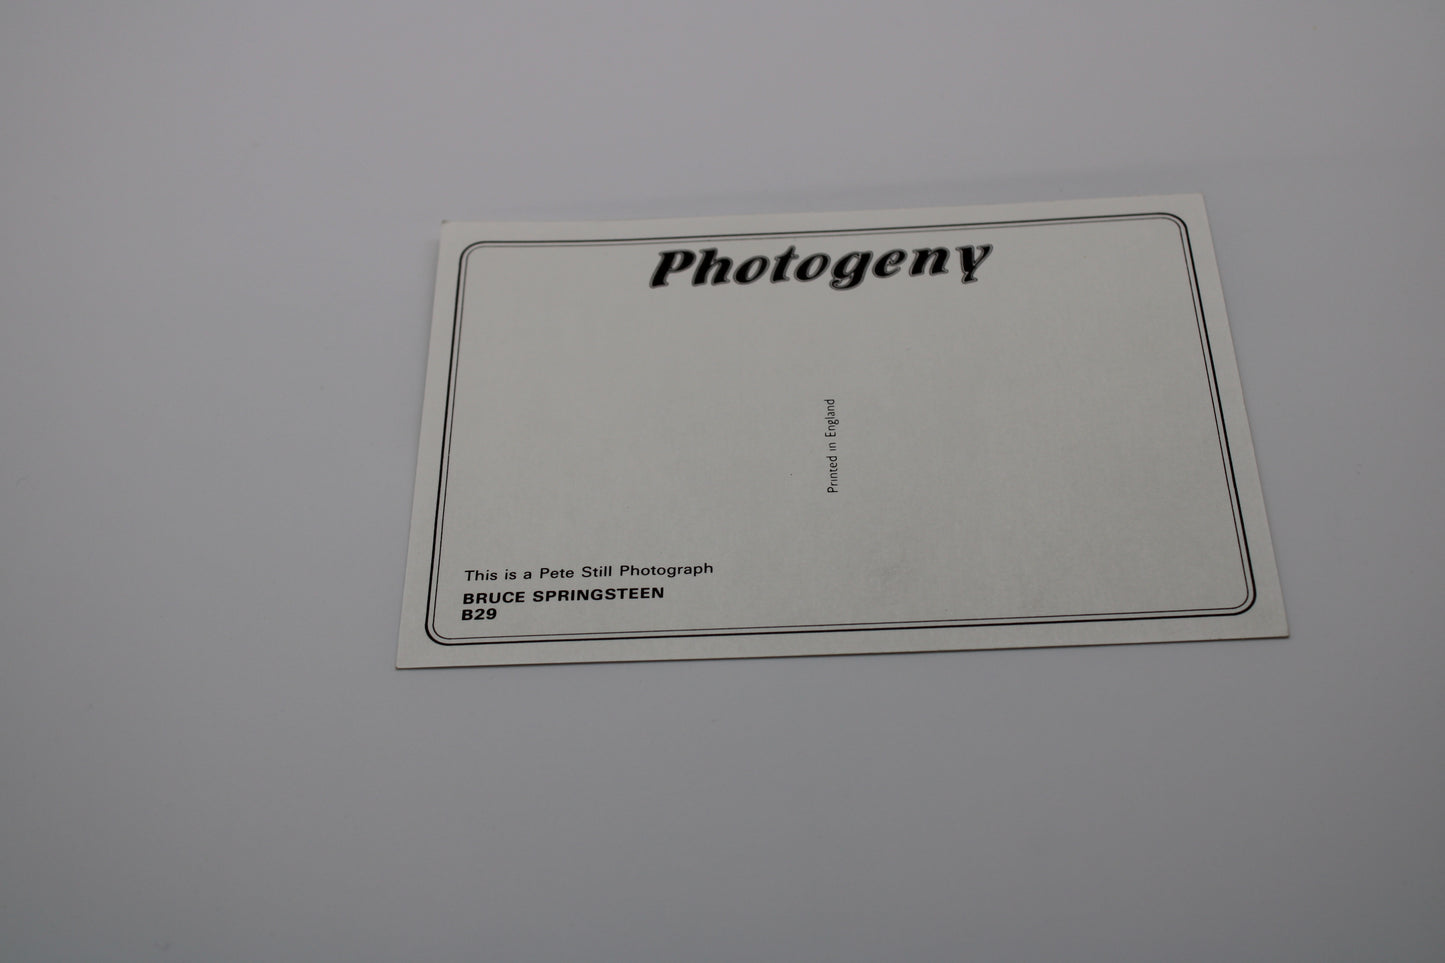 Photogeny
Printed in England
This is a Pete Still Photograph
BRUCE SPRINGSTEEN
B29